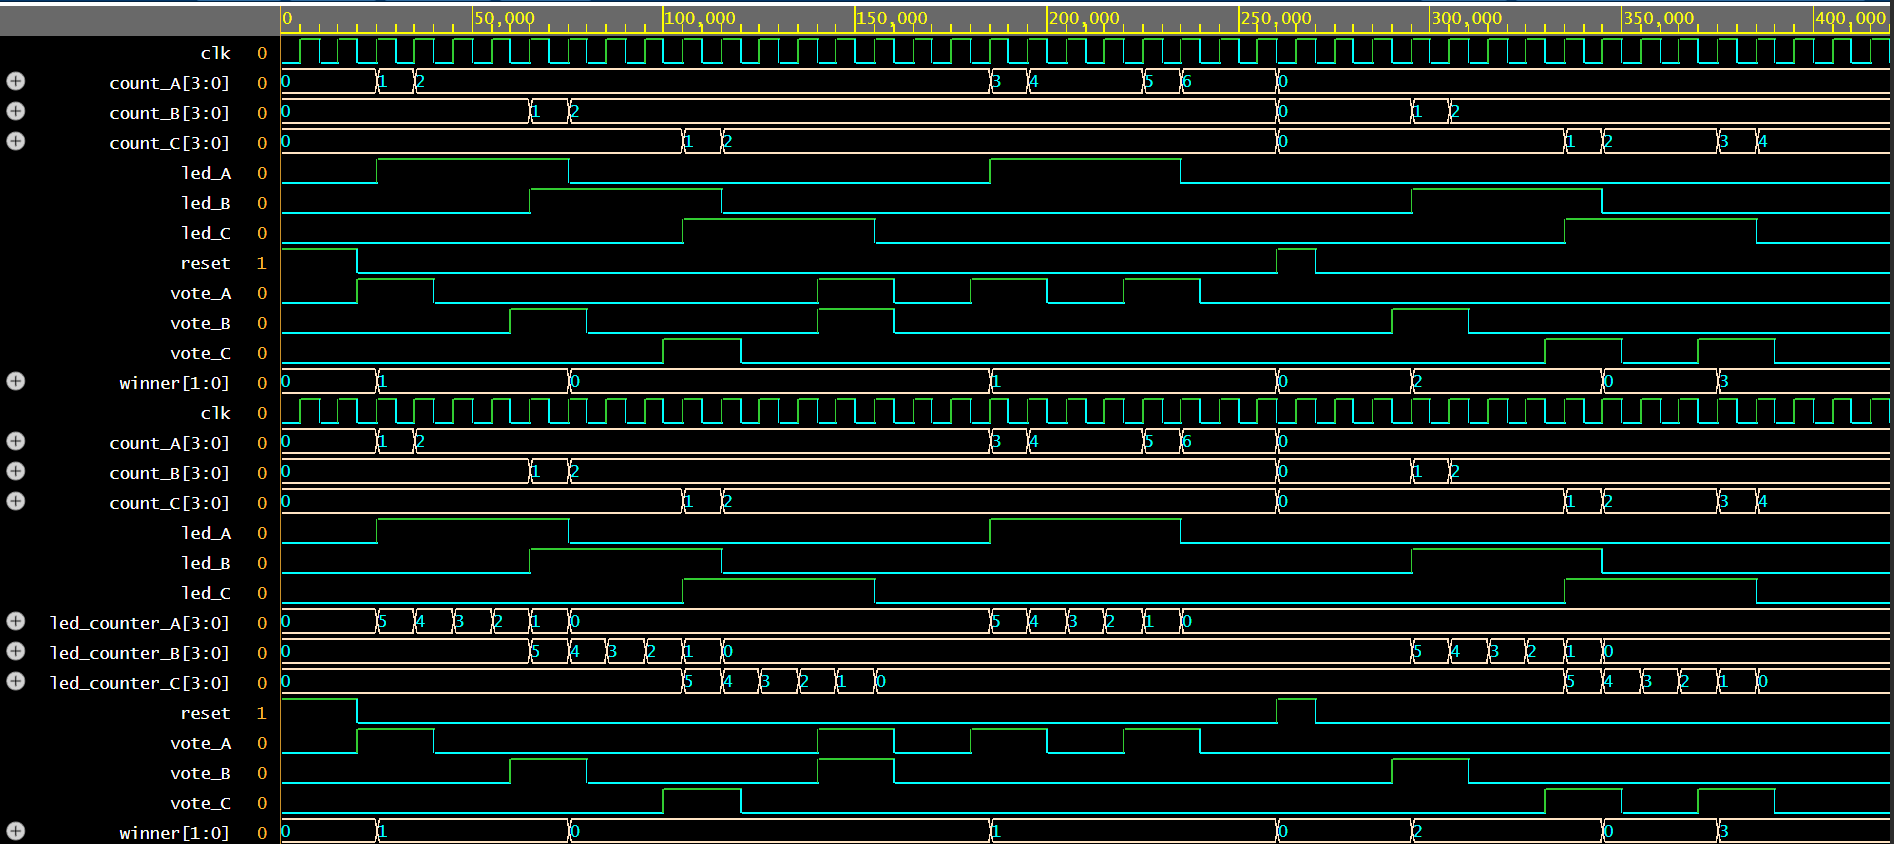 0 50,000 100,000 150,000 200,000 250,000 300,000 350,000 400,000
clk 0
count_A[3:0] 0 0 1 2 3 4 5 6 0
count_B[3:0] 0 0 1 2 0 1 2
count_C[3:0] 0 0 1 2 0 1 2 3 4
led_A 0
led_B 0
led_C 0
reset 1
vote_A 0
vote_B 0
vote_C 0
winner[1:0] 0 0 1 0 1 0 2 0 3
clk 0
count_A[3:0] 0 0 1 2 3 4 5 6 0
count_B[3:0] 0 0 1 2 0 1 2
count_C[3:0] 0 0 1 2 0 1 2 3 4
led_A 0
led_B 0
led_C 0
led_counter_A[3:0] 0 0 5 4 3 2 1 0 5 4 3 2 1 0
led_counter_B[3:0] 0 0 5 4 3 2 1 0 5 4 3 2 1 0
led_counter_C[3:0] 0 0 5 4 3 2 1 0 5 4 3 2 1 0
reset 1
vote_A 0
vote_B 0
vote_C 0
winner[1:0] 0 0 1 0 1 0 2 0 3